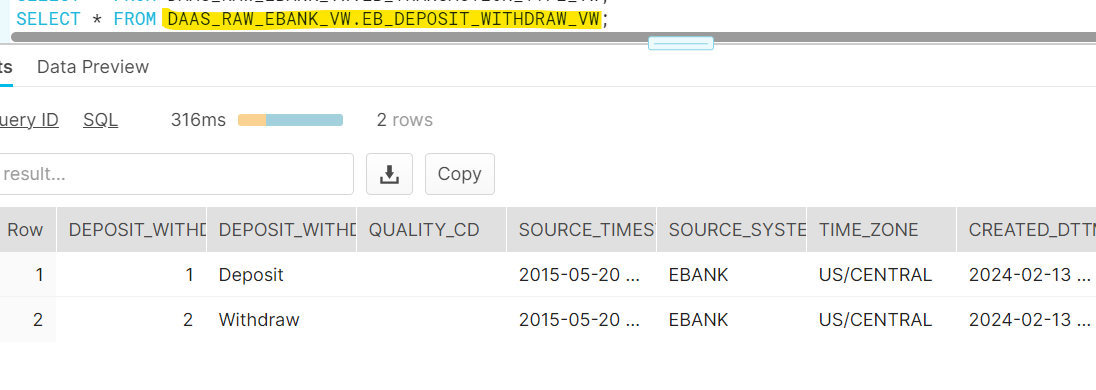 SELECT * FROM DAAS_RAW_EBANK_VW.EB_DEPOSIT_WITHDRAW_VW;
ts Data Preview
uery ID SQL 316ms 2 rows
result... Copy
Row DEPOSIT_WITHD DEPOSIT_WITHD QUALITY_CD SOURCE_TIMES SOURCE_SYSTE TIME_ZONE CREATED_DTTM
1 1 Deposit 2015-05-20 ... EBANK US/CENTRAL 2024-02-13 ...
2 2 Withdraw 2015-05-20 ... EBANK US/CENTRAL 2024-02-13 ...